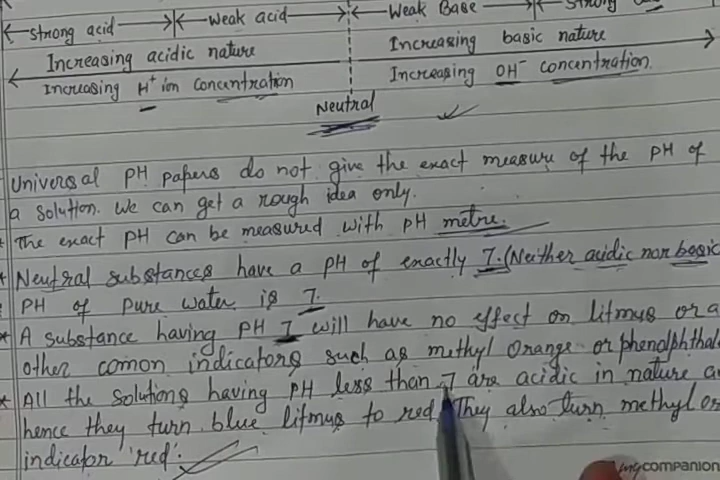 Strong acid Weak acid Weak Base Strong
Increasing acidic nature Increasing basic nature
Increasing H+ ion concentration Increasing OH- concentration.
Neutral
Universal PH papers do not give the exact measure of the PH of
a solution. We can get a rough idea only.
The exact PH can be measured with PH metre.
* Neutral substances have a PH of exactly 7. (Neither acidic nor basic
PH of pure water is 7.
* A substance having PH 7 will have no effect on litmus or a
other comon indicators such as methyl orange or phenolphthal
* All the solutions having PH less than 7 are acidic in nature a
hence they turn blue litmus to red. They also turn methyl or
indicator 'red'.
mycompanion